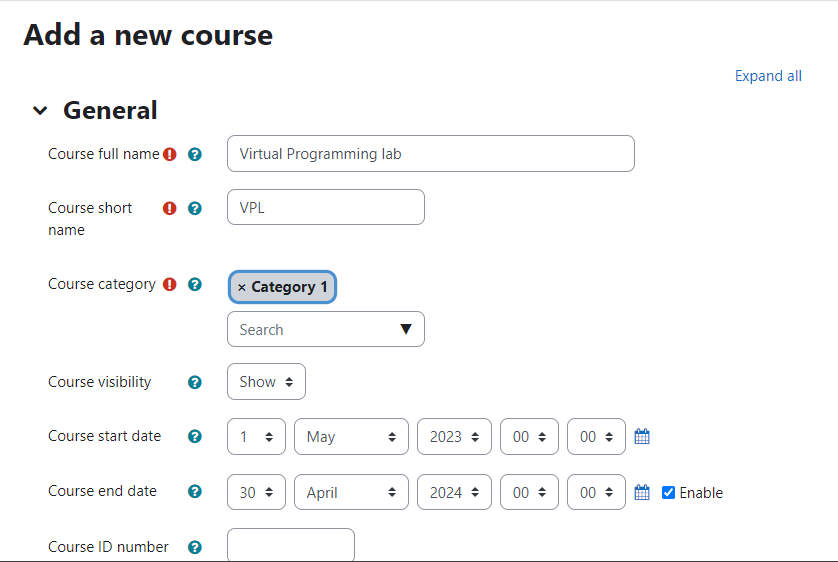 Add a new course
Expand all
General
Course full name Virtual Programming lab
Course short name VPL
Course category × Category 1
Search
Course visibility Show
Course start date 1 May 2023 00 00
Course end date 30 April 2024 00 00 Enable
Course ID number